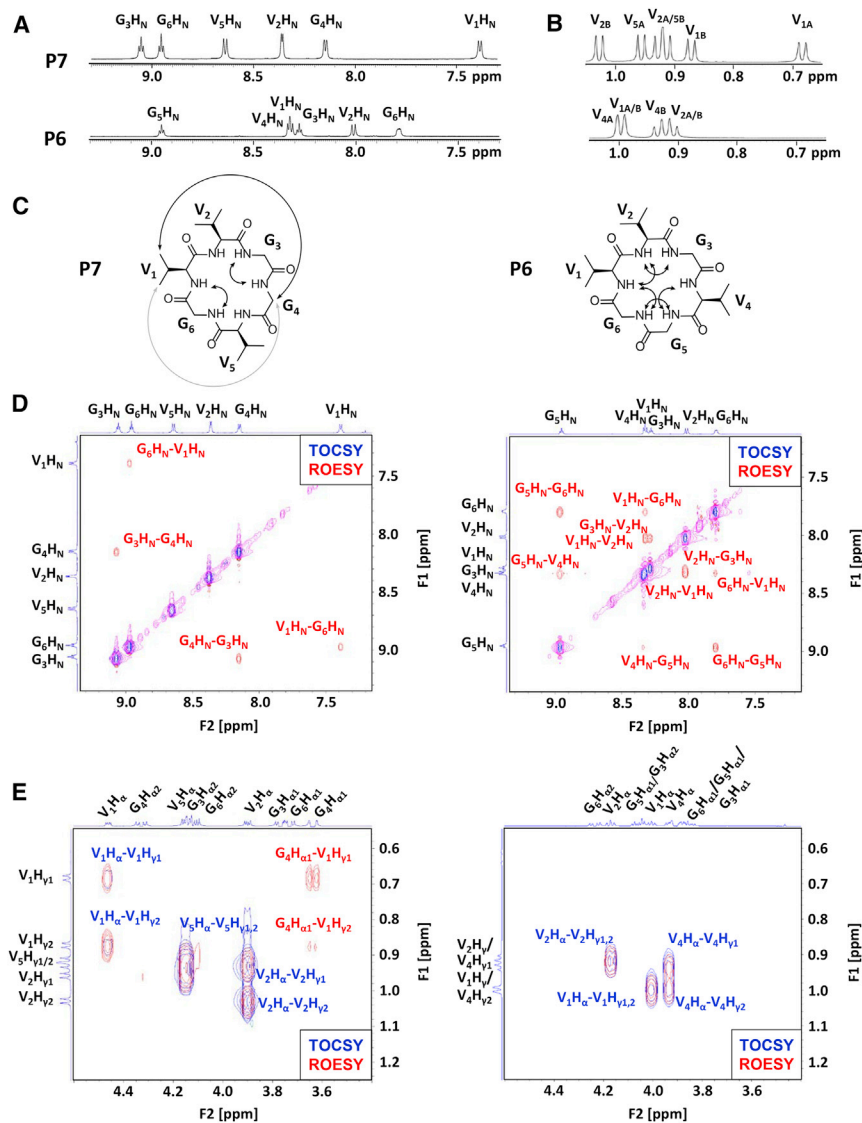 A
G3HN G6HN V5HN V2HN G4HN V1HN
P7
9.0 8.5 8.0 7.5 ppm
G5HN V4HN V1HN G3HN V2HN G6HN
P6
9.0 8.5 8.0 7.5 ppm
B
V2B V5A V2A/5B V1B V1A
1.0 0.9 0.8 0.7 ppm
V4A V1A/B V4B V2A/B
1.0 0.9 0.8 0.7 ppm
C
P7
V2
O O
NH HN
G3
V1
NH HN
O O
G4
G6
NH HN
O O
V5
P6
V2
O O
NH HN
G3
V1
NH HN
O O
V4
G6
NH HN
O O
G5
D
G3HN G6HN V5HN V2HN G4HN V1HN
TOCSY
ROESY
V1HN
G4HN
V2HN
V5HN
G6HN
G3HN
G6HN-V1HN
G3HN-G4HN
G4HN-G3HN
V1HN-G6HN
7.5
8.0
8.5
9.0
F1 [ppm]
9.0 8.5 8.0 7.5
F2 [ppm]
V1HN
G5HN V4HN G3HN V2HN G6HN
TOCSY
ROESY
G6HN
V2HN
V1HN
G3HN
V4HN
G5HN
G5HN-G6HN
V1HN-G6HN
G3HN-V2HN
V1HN-V2HN
G5HN-V4HN
V2HN-G3HN
V2HN-V1HN
G6HN-V1HN
V4HN-G5HN
G6HN-G5HN
7.5
8.0
8.5
9.0
F1 [ppm]
9.0 8.5 8.0
F2 [ppm]
E
V1Hα G4Hα2 V5Hα G3Hα2 G6Hα2 V2Hα G3Hα1 G6Hα1 G4Hα1
V1Hγ1
V1Hγ2
V5Hγ1/2
V2Hγ1
V2Hγ2
V1Hα-V1Hγ1
G4Hα1-V1Hγ1
V1Hα-V1Hγ2
V5Hα-V5Hγ1,2
G4Hα1-V1Hγ2
V2Hα-V2Hγ1
V2Hα-V2Hγ2
TOCSY
ROESY
0.6
0.7
0.8
0.9
1.0
1.1
1.2
F1 [ppm]
4.4 4.2 4.0 3.8 3.6
F2 [ppm]
G6Hα2 V2Hα G5Hα1/G3Hα2 V1Hα V4Hα G6Hα1/G5Hα1/
G3Hα1
V2Hγ/
V4Hγ1
V1Hγ/
V4Hγ2
V2Hα-V2Hγ1,2
V4Hα-V4Hγ1
V1Hα-V1Hγ1,2
V4Hα-V4Hγ2
TOCSY
ROESY
0.6
0.7
0.8
0.9
1.0
1.1
1.2
F1 [ppm]
4.4 4.2 4.0 3.8 3.6
F2 [ppm]